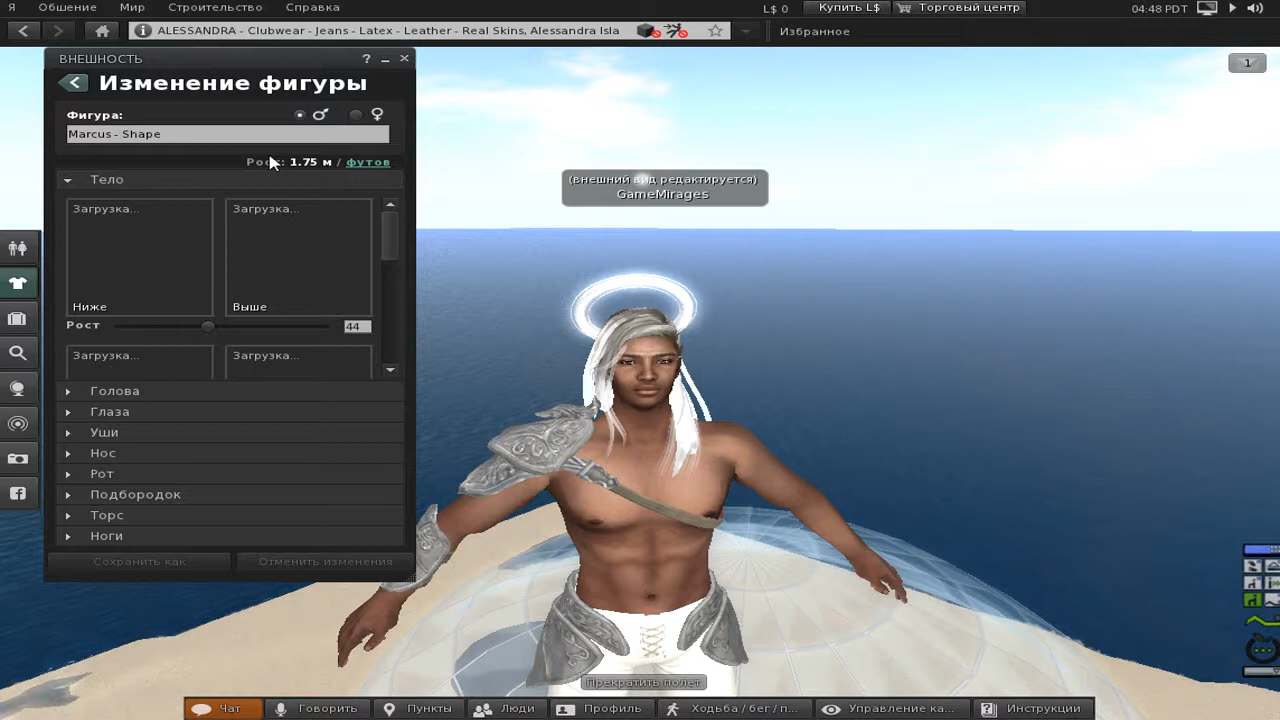 Я Общение Мир Строительство Справка L$ 0 Купить L$ Торговый центр 04:48 PDT
ALESSANDRA - Clubwear - Jeans - Latex - Leather - Real Skins, Alessandra Isla Избранное
ВНЕШНОСТЬ ?
1
Изменение фигуры
Фигура:
Marcus - Shape
Рост: 1.75 м / футов
Тело
Загрузка... Загрузка...
Ниже Выше
Рост 44
Загрузка... Загрузка...
Голова
Глаза
Уши
Нос
Рот
Подбородок
Торс
Ноги
Сохранить как Отменить изменения
(внешний вид редактируется)
GameMirages
Прекратить полет
Чат Говорить Пункты Люди Профиль Ходьба / бег / п... Управление ка... Инструкции